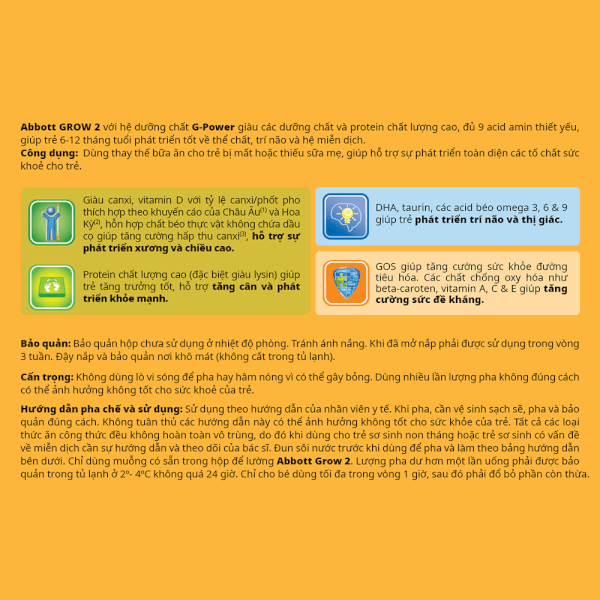 Abbott GROW 2 với hệ dưỡng chất G-Power giàu các dưỡng chất và protein chất lượng cao, đủ 9 acid amin thiết yếu,
giúp trẻ 6-12 tháng tuổi phát triển tốt về thể chất, trí não và hệ miễn dịch.
Công dụng: Dùng thay thế bữa ăn cho trẻ bị mất hoặc thiếu sữa mẹ, giúp hỗ trợ sự phát triển toàn diện các tố chất sức
khoẻ cho trẻ.
Giàu canxi, vitamin D với tỷ lệ canxi/phốt pho
thích hợp theo khuyến cáo của Châu Âu(1) và Hoa
Kỳ(2), hỗn hợp chất béo thực vật không chứa dầu
cọ giúp tăng cường hấp thu canxi(3), hỗ trợ sự
phát triển xương và chiều cao.
Protein chất lượng cao (đặc biệt giàu lysin) giúp
trẻ tăng trưởng tốt, hỗ trợ tăng cân và phát
triển khỏe mạnh.
DHA, taurin, các acid béo omega 3, 6 & 9
giúp trẻ phát triển trí não và thị giác.
GOS giúp tăng cường sức khỏe đường
tiêu hóa. Các chất chống oxy hóa như
beta-caroten, vitamin A, C & E giúp tăng
cường sức đề kháng.
Bảo quản: Bảo quản hộp chưa sử dụng ở nhiệt độ phòng. Tránh ánh nắng. Khi đã mở nắp phải được sử dụng trong vòng
3 tuần. Đậy nắp và bảo quản nơi khô mát (không cất trong tủ lạnh).
Cẩn trọng: Không dùng lò vi sóng để pha hay hâm nóng vì có thể gây bỏng. Dùng nhiều lần lượng pha không đúng cách
có thể ảnh hưởng không tốt cho sức khoẻ của trẻ.
Hướng dẫn pha chế và sử dụng: Sử dụng theo hướng dẫn của nhân viên y tế. Khi pha, cần vệ sinh sạch sẽ, pha và bảo
quản đúng cách. Không tuân thủ các hướng dẫn này có thể ảnh hưởng không tốt cho sức khỏe của trẻ. Tất cả các loại
thức ăn công thức đều không hoàn toàn vô trùng, do đó khi dùng cho trẻ sơ sinh non tháng hoặc trẻ sơ sinh có vấn đề
về miễn dịch cần sự hướng dẫn và theo dõi của bác sĩ. Đun sôi nước trước khi dùng để pha và làm theo bảng hướng dẫn
bên dưới. Chỉ dùng muỗng có sẵn trong hộp để lường Abbott Grow 2. Lượng pha dư hơn một lần uống phải được bảo
quản trong tủ lạnh ở 2º- 4ºC không quá 24 giờ. Chỉ cho bé dùng tối đa trong vòng 1 giờ, sau đó phải đổ bỏ phần còn thừa.